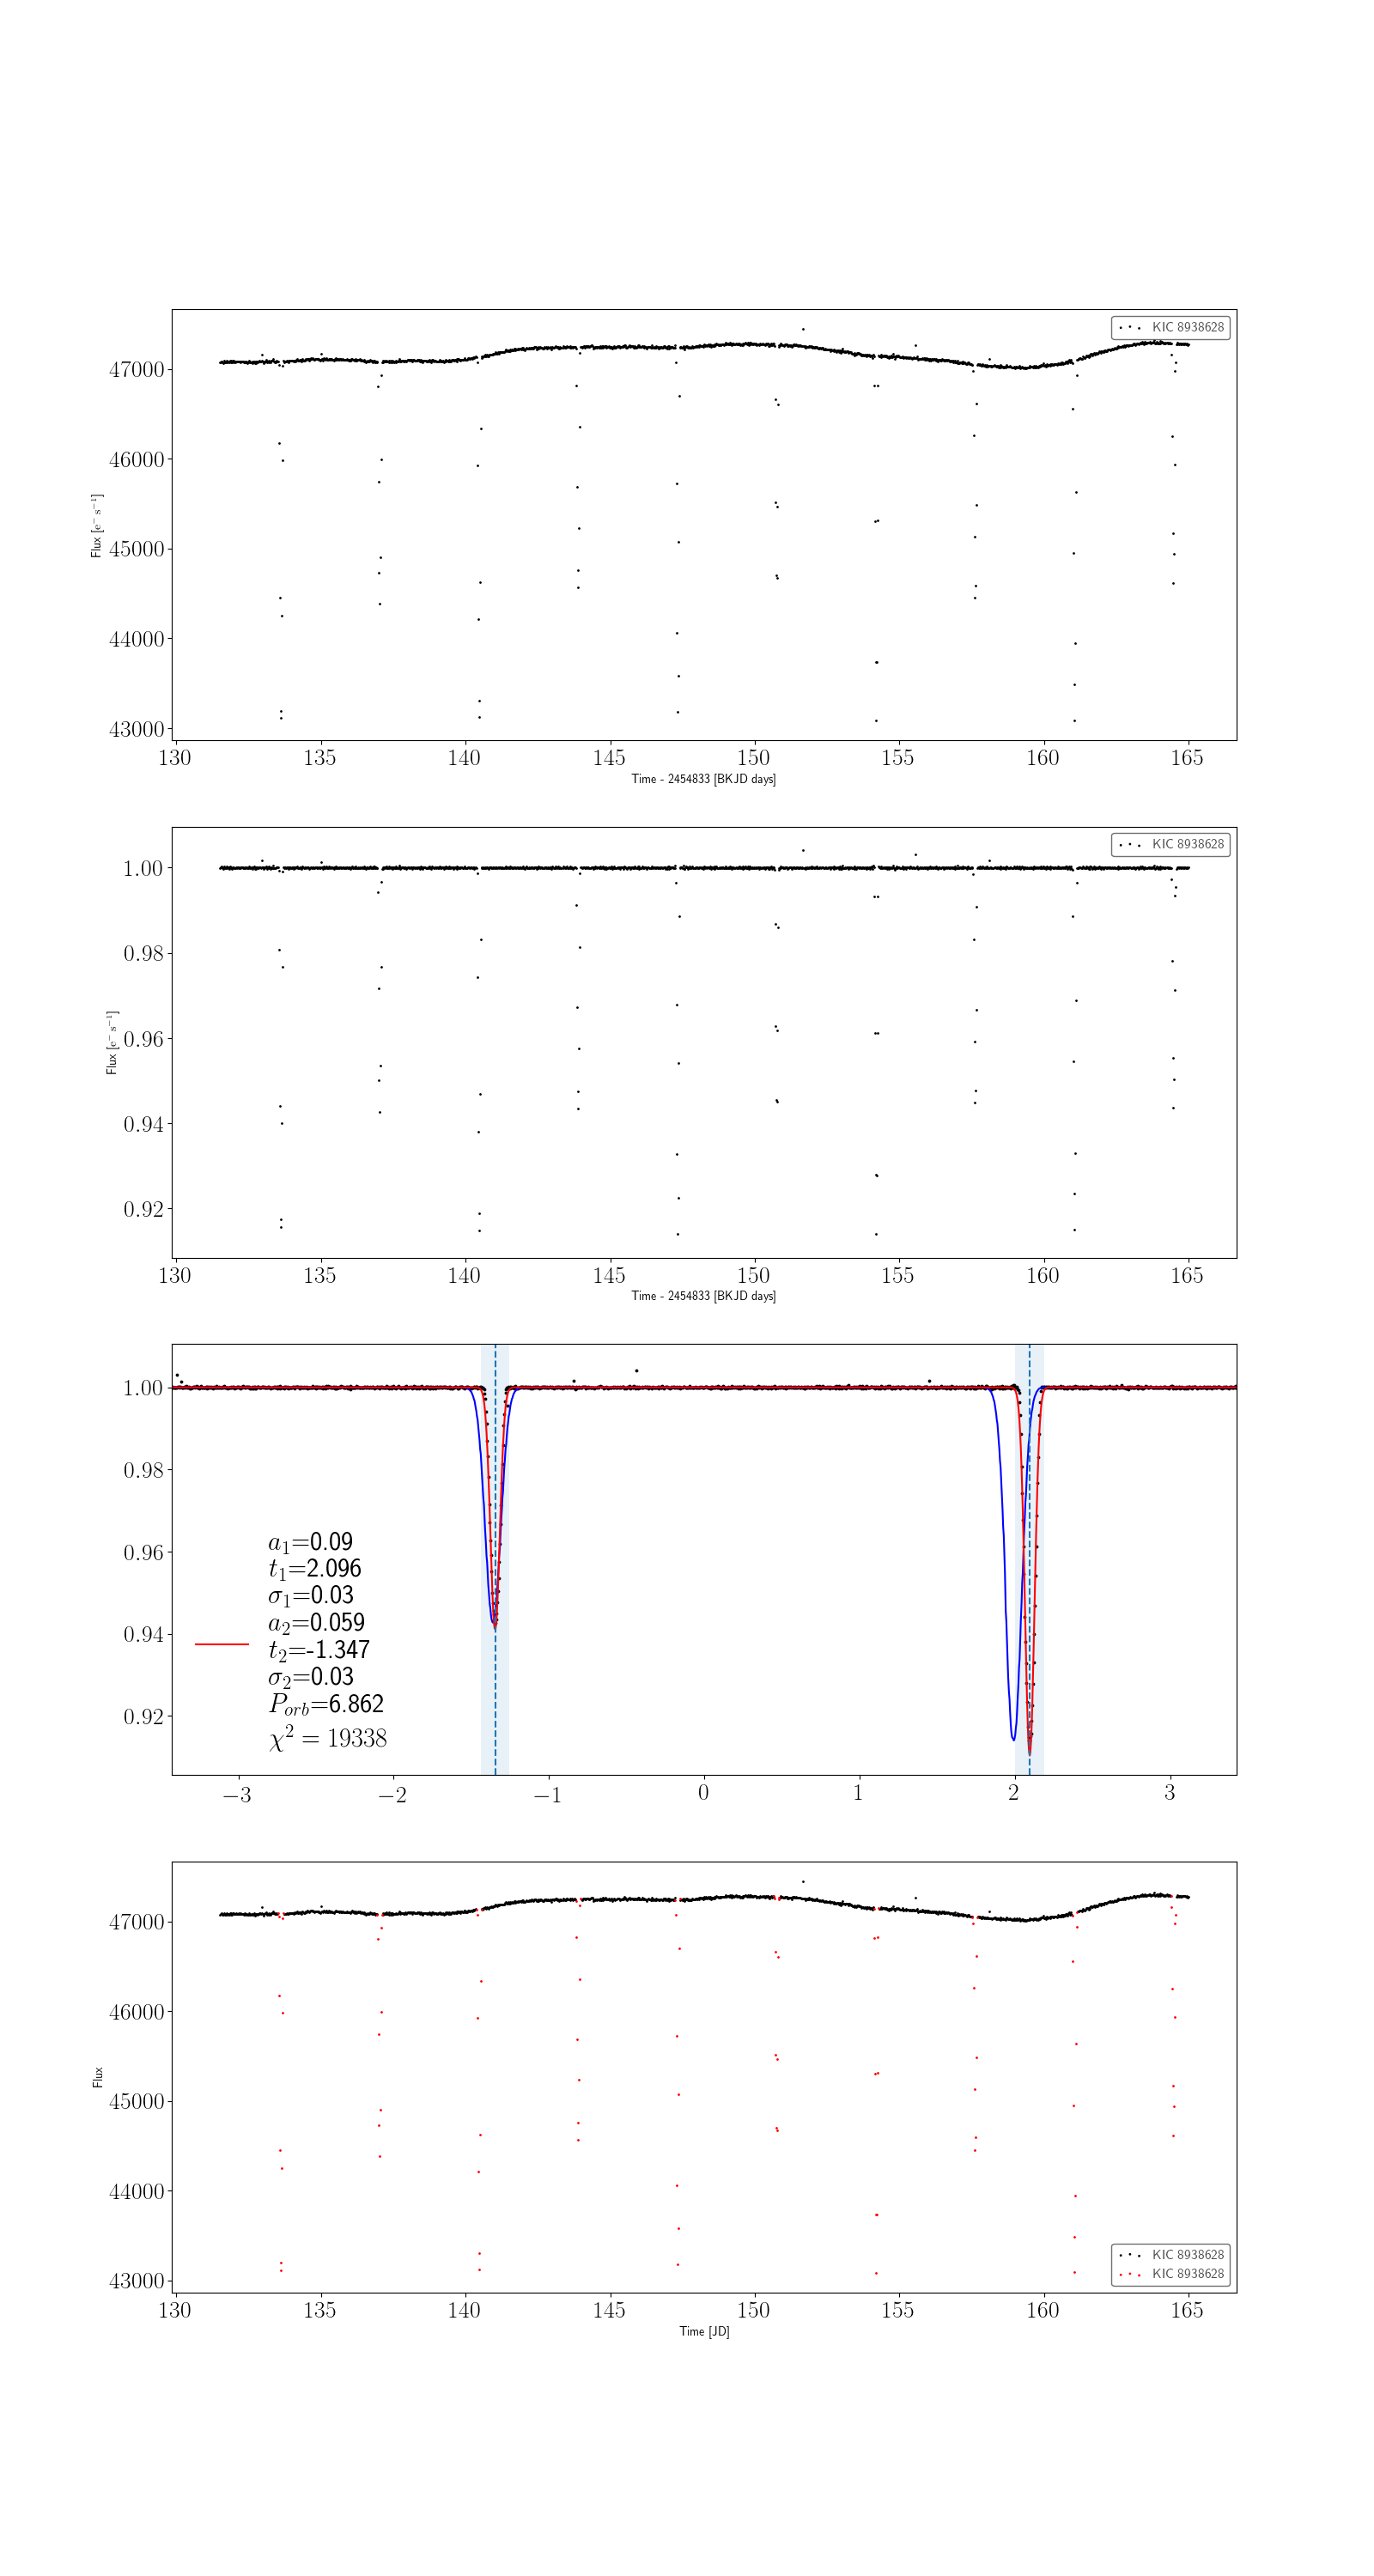 KIC 8938628
47000
46000
45000
44000
43000
Flux [e⁻ s⁻¹]
130 135 140 145 150 155 160 165
Time - 2454833 [BKJD days]
KIC 8938628
1.00
0.98
0.96
0.94
0.92
Flux [e⁻ s⁻¹]
130 135 140 145 150 155 160 165
Time - 2454833 [BKJD days]
1.00
0.98
0.96
0.94
0.92
a₁=0.09
t₁=2.096
σ₁=0.03
a₂=0.059
t₂=-1.347
σ₂=0.03
Pₒᵣb=6.862
χ² = 19338
−3 −2 −1 0 1 2 3
47000
46000
45000
44000
43000
Flux
KIC 8938628
KIC 8938628
130 135 140 145 150 155 160 165
Time [JD]